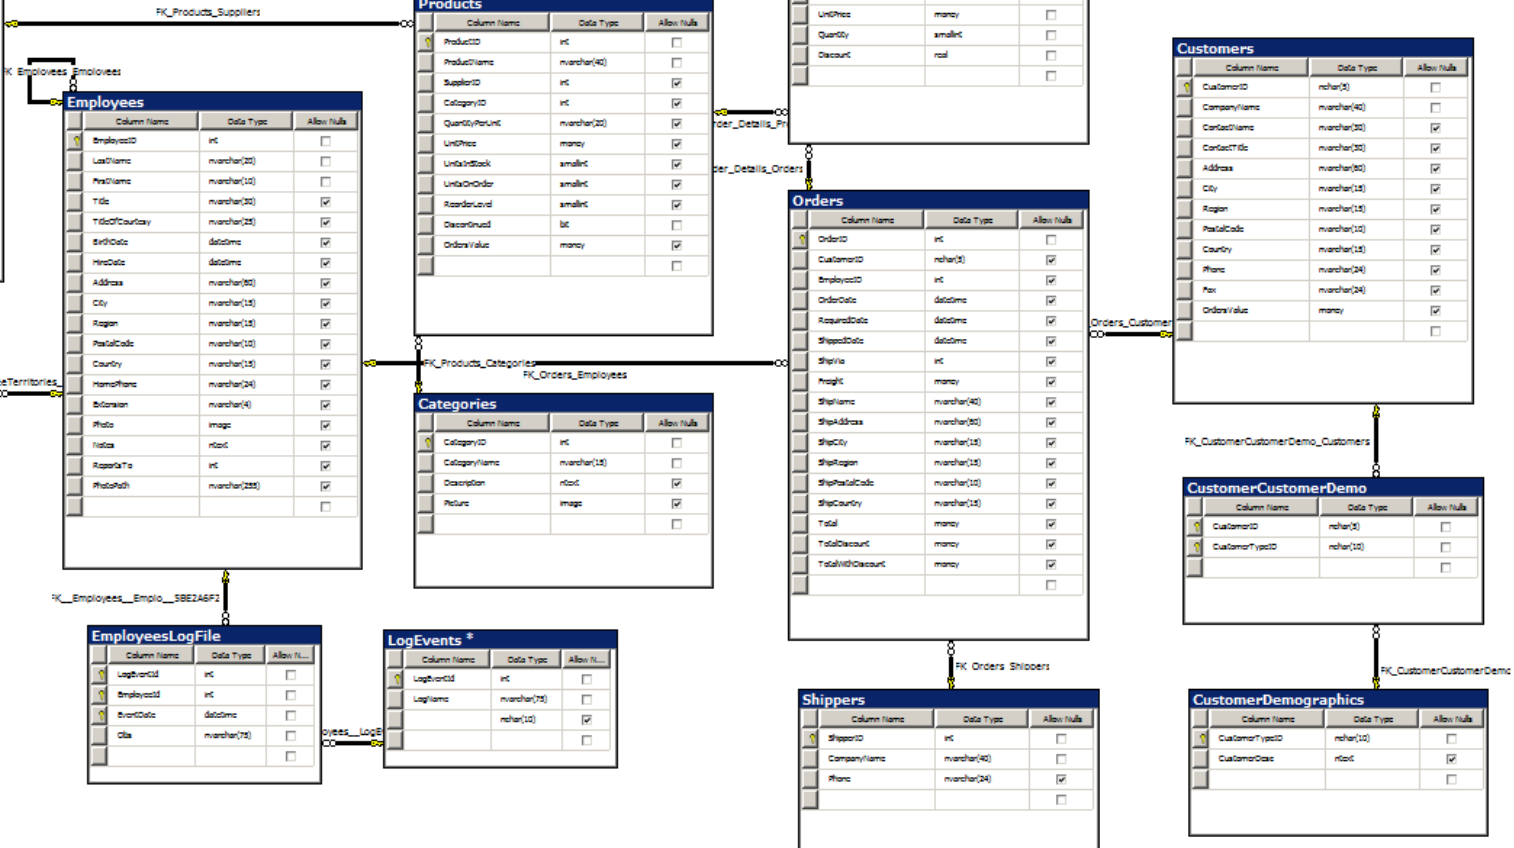 FK_Products_Suppliers
FK_Employees_Employees
Employees
Column Name Data Type Allow Nulls
EmployeeID int
LastName nvarchar(20)
FirstName nvarchar(10)
Title nvarchar(30)
TitleOfCourtesy nvarchar(25)
BirthDate datetime
HireDate datetime
Address nvarchar(60)
City nvarchar(15)
Region nvarchar(15)
PostalCode nvarchar(10)
Country nvarchar(15)
HomePhone nvarchar(24)
Extension nvarchar(4)
Photo image
Notes ntext
ReportsTo int
PhotoPath nvarchar(255)
eTerritories_
FK__Employees__Emplo__5BE2A6F2
EmployeesLogFile
Column Name Data Type Allow N...
LogEventId int
EmployeeId int
EventDate datetime
Obs nvarchar(75)
oyees__LogE
LogEvents *
Column Name Data Type Allow N...
LogEventId int
LogName nvarchar(75)
nchar(10)
Products
Column Name Data Type Allow Nulls
ProductID int
ProductName nvarchar(40)
SupplierID int
CategoryID int
QuantityPerUnit nvarchar(20)
UnitPrice money
UnitsInStock smallint
UnitsOnOrder smallint
ReorderLevel smallint
Discontinued bit
OrdersValue money
FK_Products_Categories
FK_Orders_Employees
Categories
Column Name Data Type Allow Nulls
CategoryID int
CategoryName nvarchar(15)
Description ntext
Picture image
UnitPrice money
Quantity smallint
Discount real
rder_Details_Pr
der_Details_Orders
Orders
Column Name Data Type Allow Nulls
OrderID int
CustomerID nchar(5)
EmployeeID int
OrderDate datetime
RequiredDate datetime
ShippedDate datetime
ShipVia int
Freight money
ShipName nvarchar(40)
ShipAddress nvarchar(60)
ShipCity nvarchar(15)
ShipRegion nvarchar(15)
ShipPostalCode nvarchar(10)
ShipCountry nvarchar(15)
Total money
TotalDiscount money
TotalWithDiscount money
FK_Orders_Shippers
Shippers
Column Name Data Type Allow Nulls
ShipperID int
CompanyName nvarchar(40)
Phone nvarchar(24)
_Orders_Customer
Customers
Column Name Data Type Allow Nulls
CustomerID nchar(5)
CompanyName nvarchar(40)
ContactName nvarchar(30)
ContactTitle nvarchar(30)
Address nvarchar(60)
City nvarchar(15)
Region nvarchar(15)
PostalCode nvarchar(10)
Country nvarchar(15)
Phone nvarchar(24)
Fax nvarchar(24)
OrdersValue money
FK_CustomerCustomerDemo_Customers
CustomerCustomerDemo
Column Name Data Type Allow Nulls
CustomerID nchar(5)
CustomerTypeID nchar(10)
FK_CustomerCustomerDemo
CustomerDemographics
Column Name Data Type Allow Nulls
CustomerTypeID nchar(10)
CustomerDesc ntext